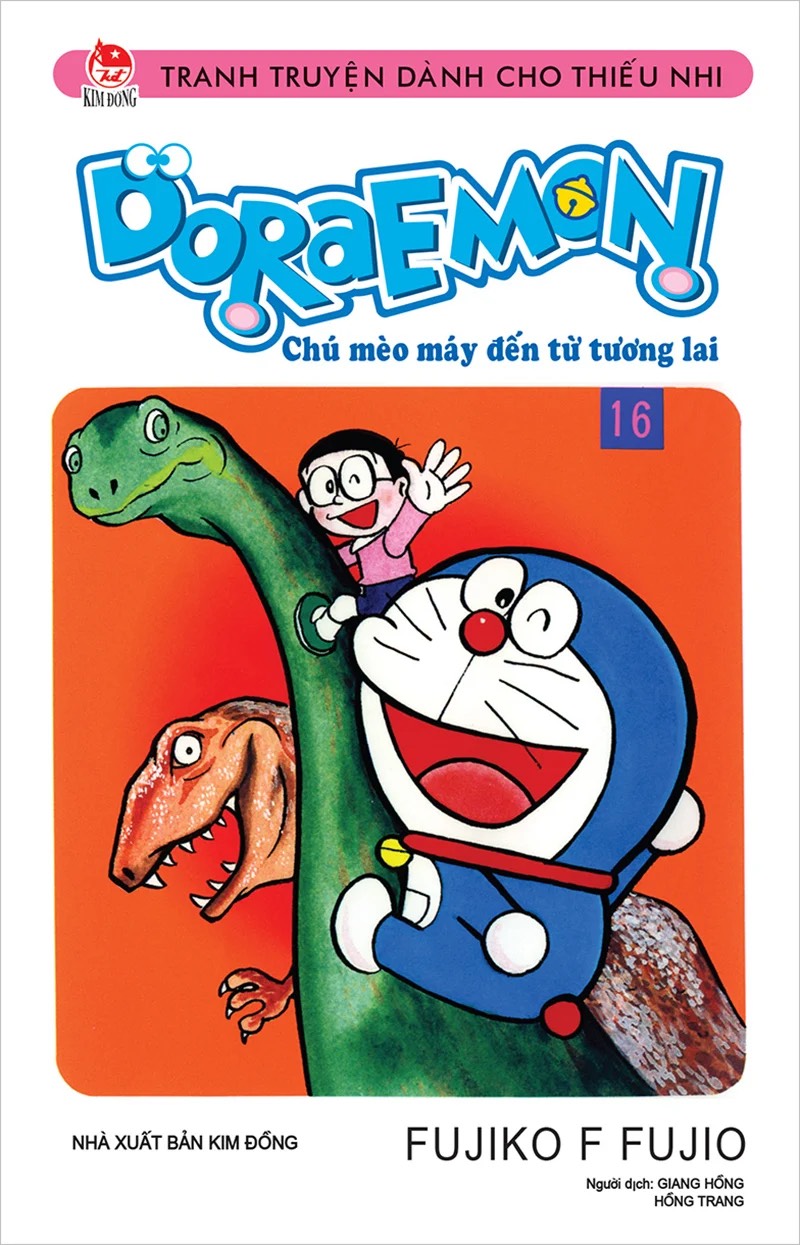 TRANH TRUYỆN DÀNH CHO THIẾU NHI
kđ
KIM ĐỒNG
DORAEMON
Chú mèo máy đến từ tương lai
16
NHÀ XUẤT BẢN KIM ĐỒNG
FUJIKO F FUJIO
Người dịch: GIANG HỒNG
HỒNG TRANG